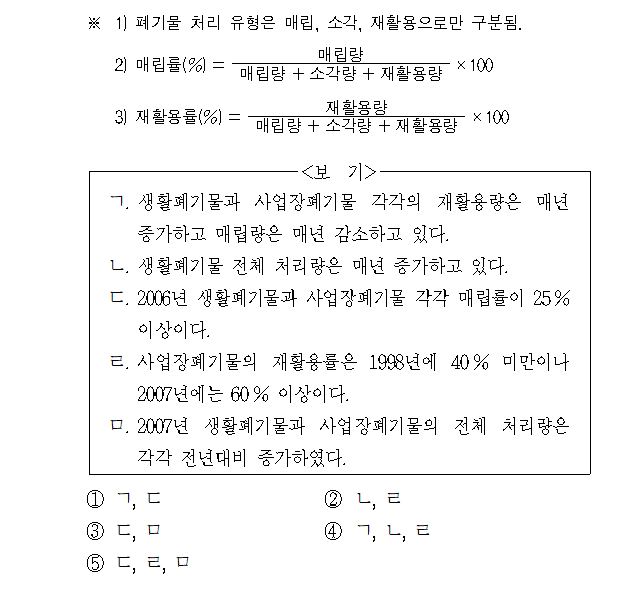 ※ 1) 폐기물 처리 유형은 매립, 소각, 재활용으로만 구분됨.
2) 매립률(%) = 매립량 / 매립량 + 소각량 + 재활용량 ×100
3) 재활용률(%) = 재활용량 / 매립량 + 소각량 + 재활용량 ×100
<보 기>
ㄱ. 생활폐기물과 사업장폐기물 각각의 재활용량은 매년
증가하고 매립량은 매년 감소하고 있다.
ㄴ. 생활폐기물 전체 처리량은 매년 증가하고 있다.
ㄷ. 2006년 생활폐기물과 사업장폐기물 각각 매립률이 25%
이상이다.
ㄹ. 사업장폐기물의 재활용률은 1998년에 40% 미만이나
2007년에는 60% 이상이다.
ㅁ. 2007년 생활폐기물과 사업장폐기물의 전체 처리량은
각각 전년대비 증가하였다.
① ㄱ, ㄷ ② ㄴ, ㄹ
③ ㄷ, ㅁ ④ ㄱ, ㄴ, ㄹ
⑤ ㄷ, ㄹ, ㅁ